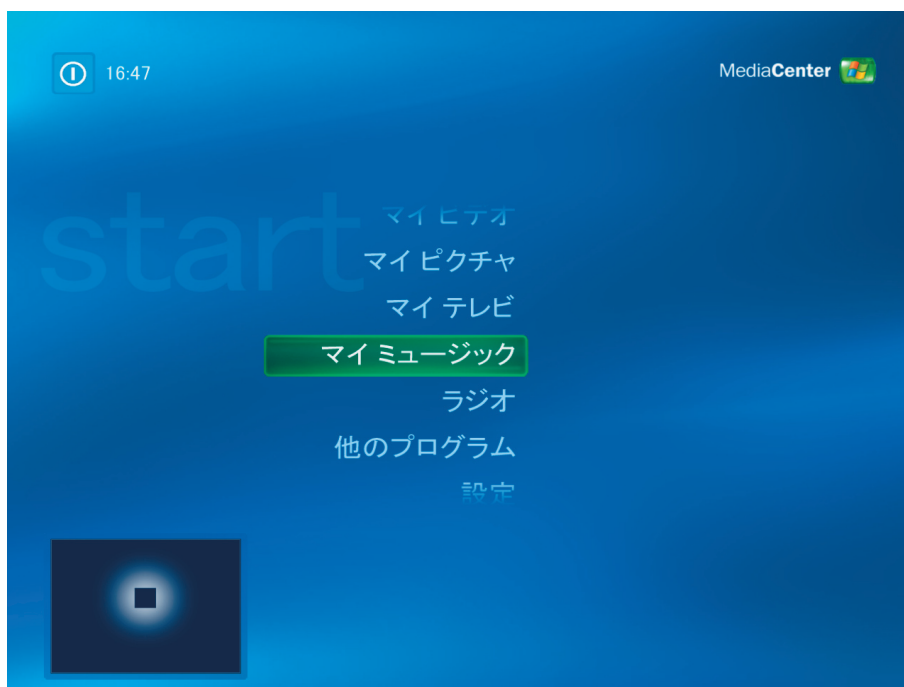 16:47
MediaCenter
start
マイ ビデオ
マイ ピクチャ
マイ テレビ
マイ ミュージック
ラジオ
他のプログラム
設定